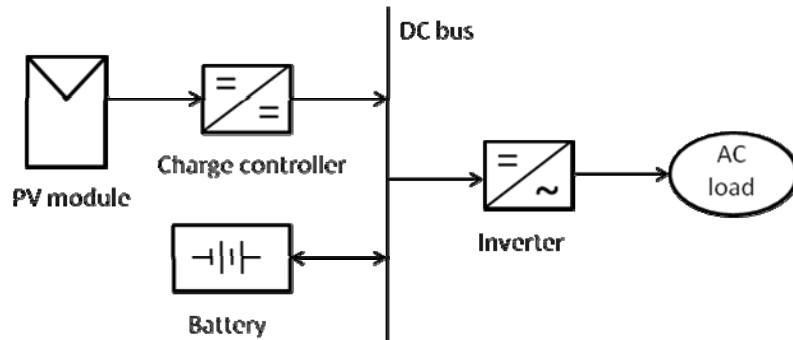 DC bus
Charge controller
PV module
AC
load
Inverter
Battery